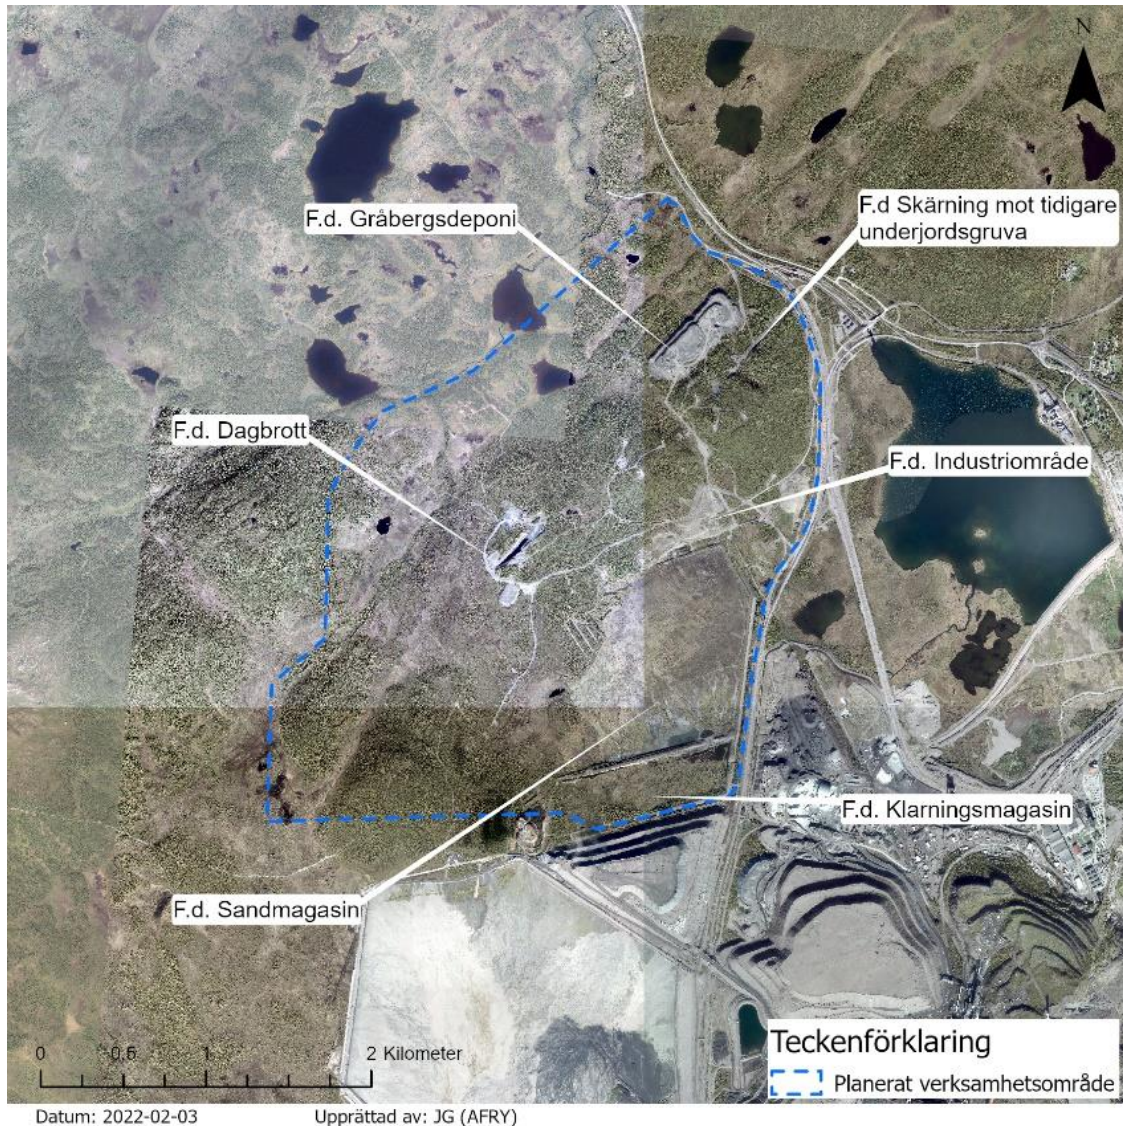 N
F.d. Gråbergsdeponi
F.d Skärning mot tidigare
underjordsgruva
F.d. Dagbrott
F.d. Industriområde
F.d. Klarningsmagasin
F.d. Sandmagasin
0 0,5 1 2 Kilometer
Teckenförklaring
Planerat verksamhetsområde
Datum: 2022-02-03 Upprättad av: JG (AFRY)